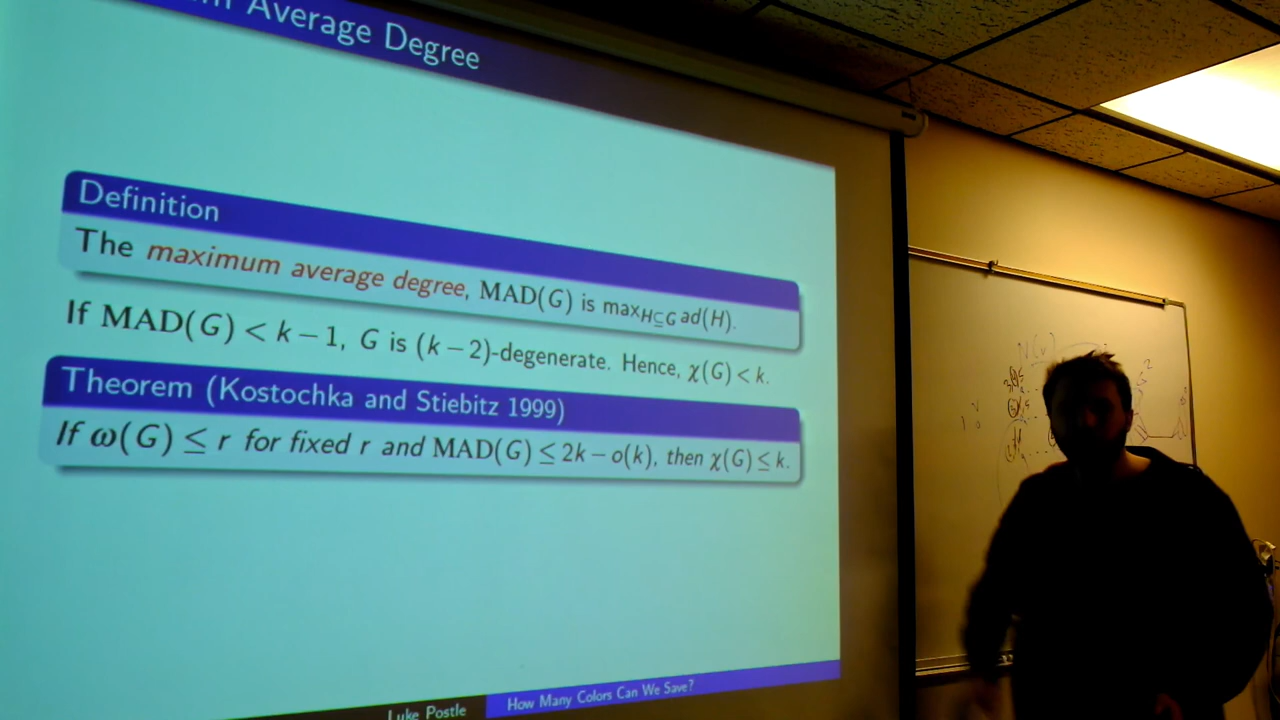 Average Degree
Definition
The maximum average degree, MAD(G) is max_{H⊆G} ad(H).
If MAD(G) < k − 1, G is (k − 2)-degenerate. Hence, χ(G) < k.
Theorem (Kostochka and Stiebitz 1999)
If ω(G) ≤ r for fixed r and MAD(G) ≤ 2k − o(k), then χ(G) ≤ k.
Luke Postle
How Many Colors Can We Save?